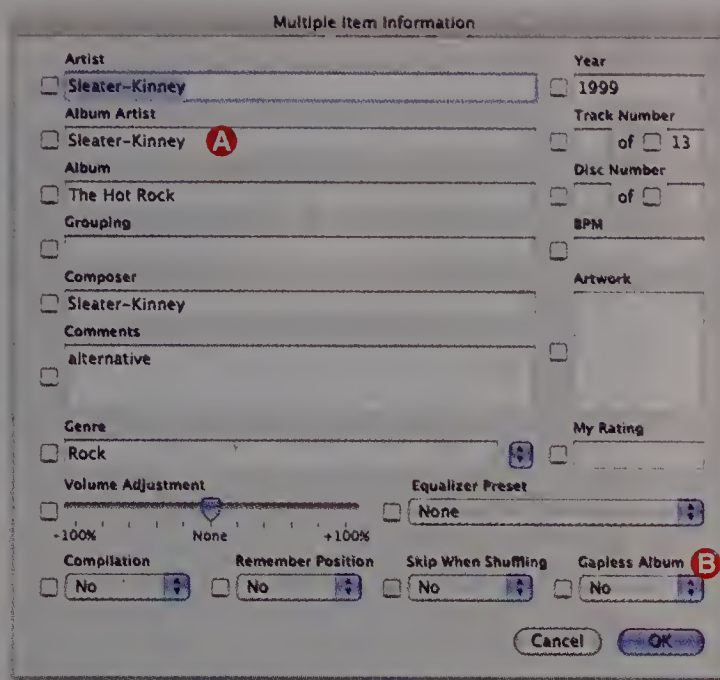 Multiple Item Information
Artist
Sleater-Kinney
Year
1999
Album Artist
Sleater-Kinney A
Track Number
of 13
Album
The Hot Rock
Disc Number
of
Grouping
BPM
Composer
Sleater-Kinney
Artwork
Comments
alternative
Genre
Rock
My Rating
Volume Adjustment
-100% None +100%
Equalizer Preset
None
Compilation
No
Remember Position
No
Skip When Shuffling
No
Gapless Album B
No
Cancel OK